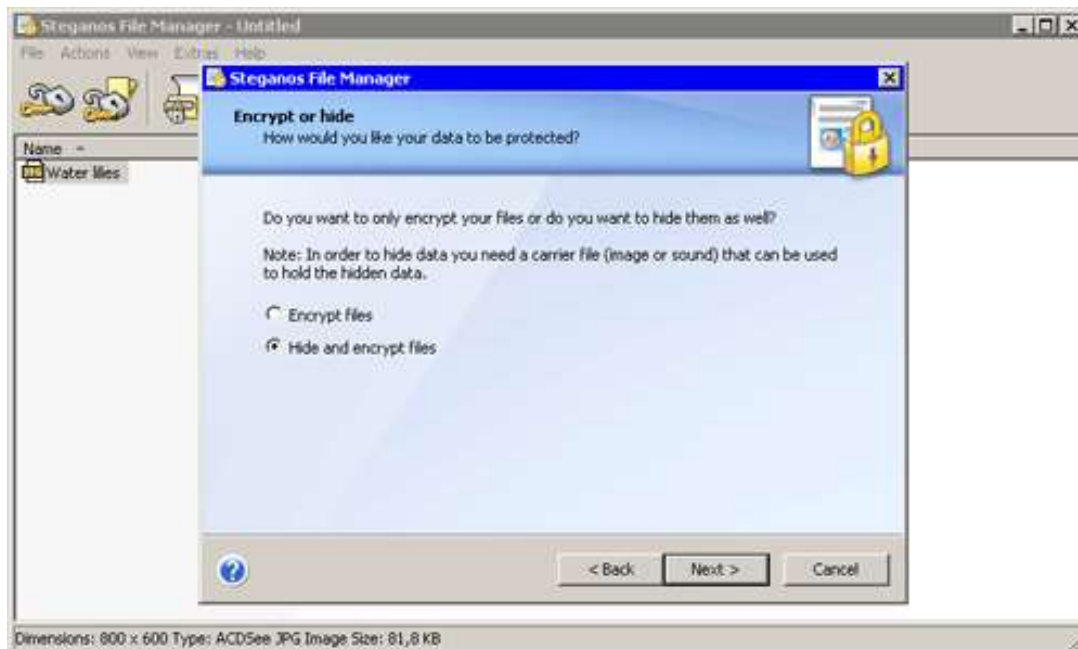 Steganos File Manager - Untitled
File Actions View Extras Help
Steganos File Manager
Encrypt or hide
How would you like your data to be protected?
Name
Water lilies
Do you want to only encrypt your files or do you want to hide them as well?
Note: In order to hide data you need a carrier file (image or sound) that can be used
to hold the hidden data.
Encrypt files
Hide and encrypt files
< Back Next > Cancel
Dimensions: 800 x 600 Type: ACDSee JPG Image Size: 81,8 KB